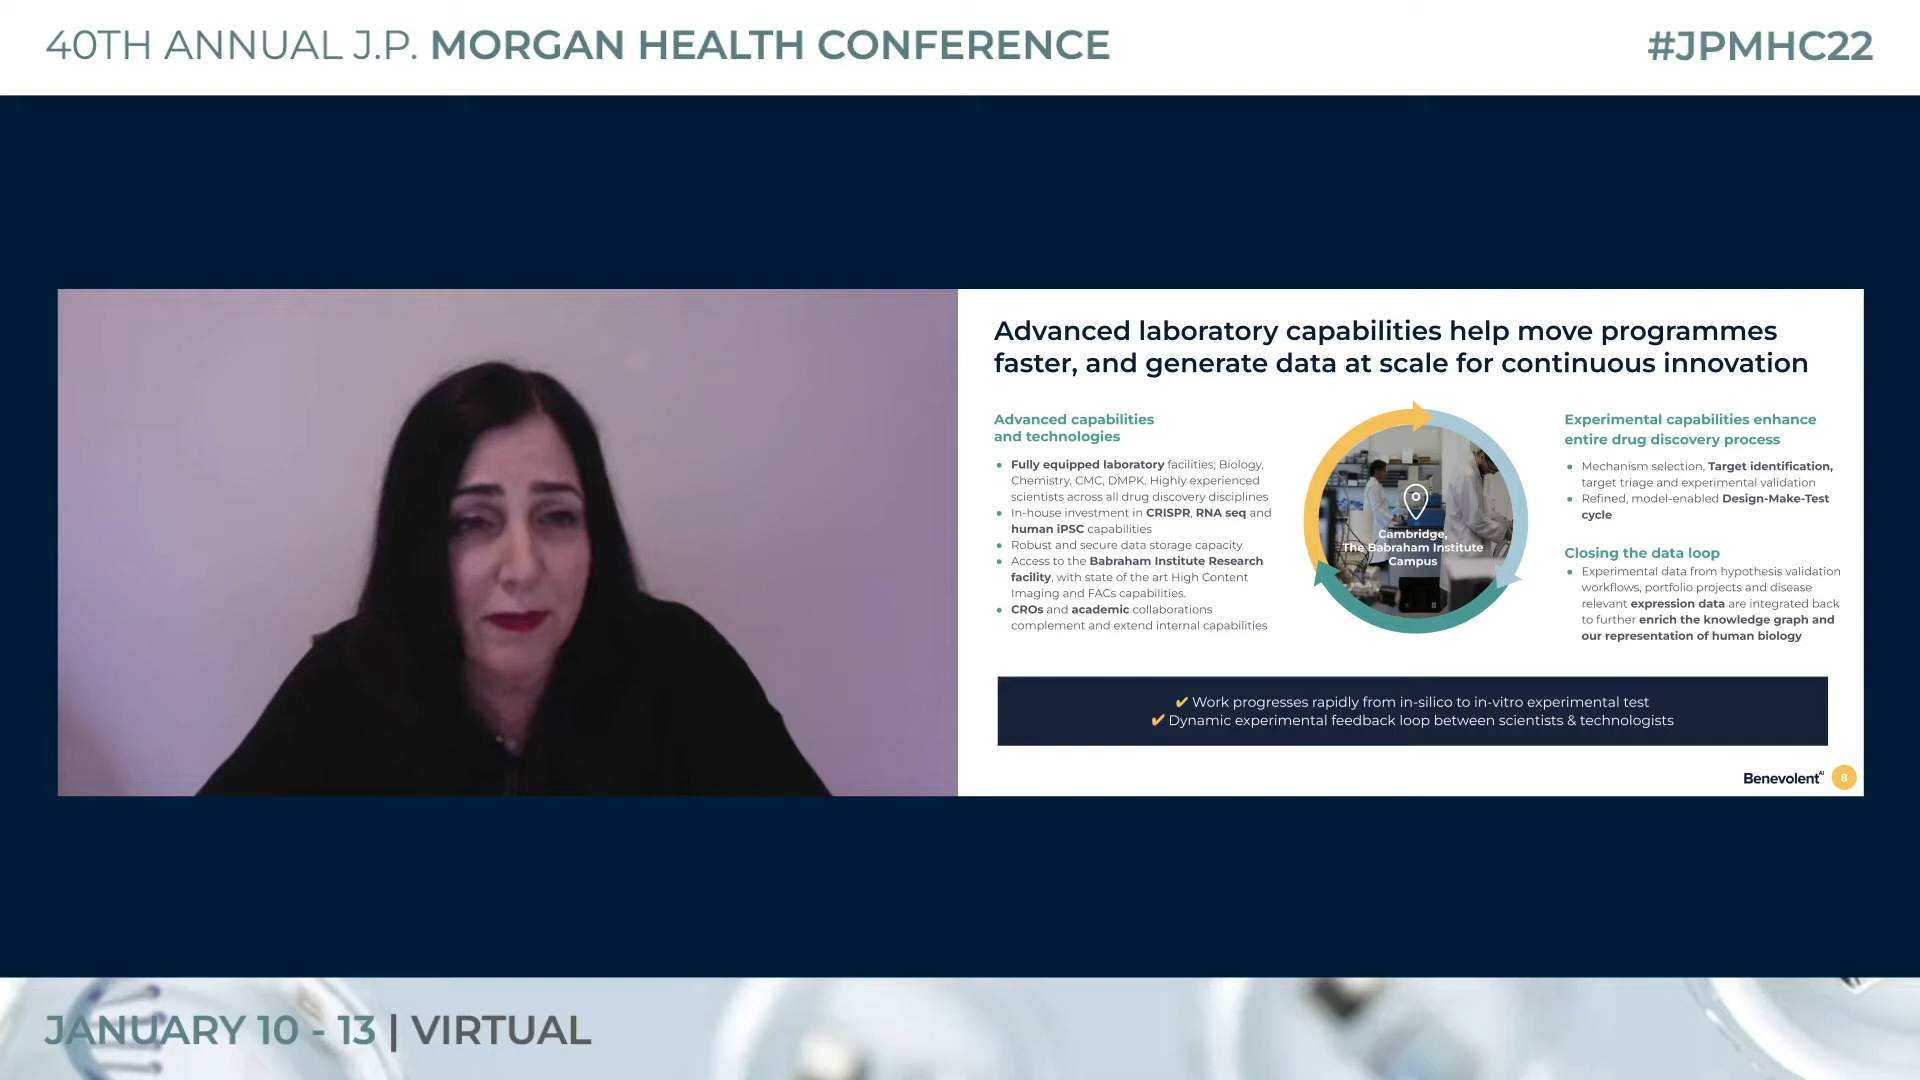 40TH ANNUAL J.P. MORGAN HEALTH CONFERENCE
#JPMHC22
Advanced laboratory capabilities help move programmes
faster, and generate data at scale for continuous innovation
Advanced capabilities
and technologies
• Fully equipped laboratory facilities; Biology,
Chemistry, CMC, DMPK. Highly experienced
scientists across all drug discovery disciplines
• In-house investment in CRISPR, RNA seq and
human iPSC capabilities
• Robust and secure data storage capacity
• Access to the Babraham Institute Research
facility, with state of the art High Content
Imaging and FACs capabilities.
• CROs and academic collaborations
complement and extend internal capabilities
Cambridge,
The Babraham Institute
Campus
Experimental capabilities enhance
entire drug discovery process
• Mechanism selection, Target identification,
target triage and experimental validation
• Refined, model-enabled Design-Make-Test
cycle
Closing the data loop
• Experimental data from hypothesis validation
workflows, portfolio projects and disease
relevant expression data are integrated back
to further enrich the knowledge graph and
our representation of human biology
✔ Work progresses rapidly from in-silico to in-vitro experimental test
✔ Dynamic experimental feedback loop between scientists & technologists
Benevolent AI
8
JANUARY 10 - 13 | VIRTUAL